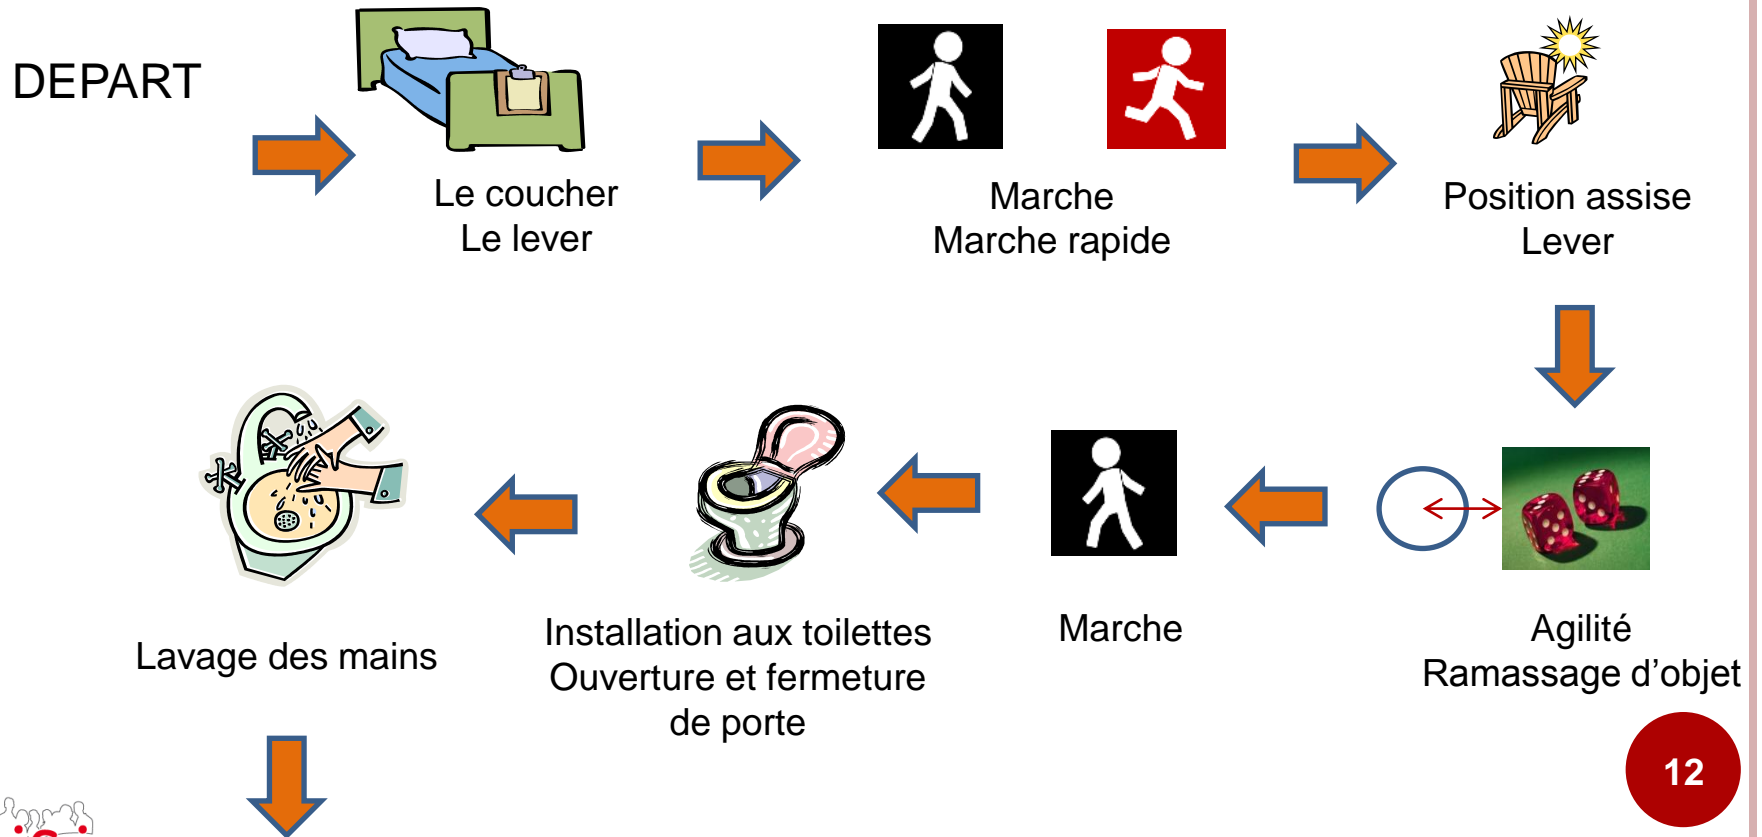 DEPART
Le coucher
Le lever
Marche
Marche rapide
Position assise
Lever
Lavage des mains
Installation aux toilettes
Ouverture et fermeture
de porte
Marche
Agilité
Ramassage d’objet
12